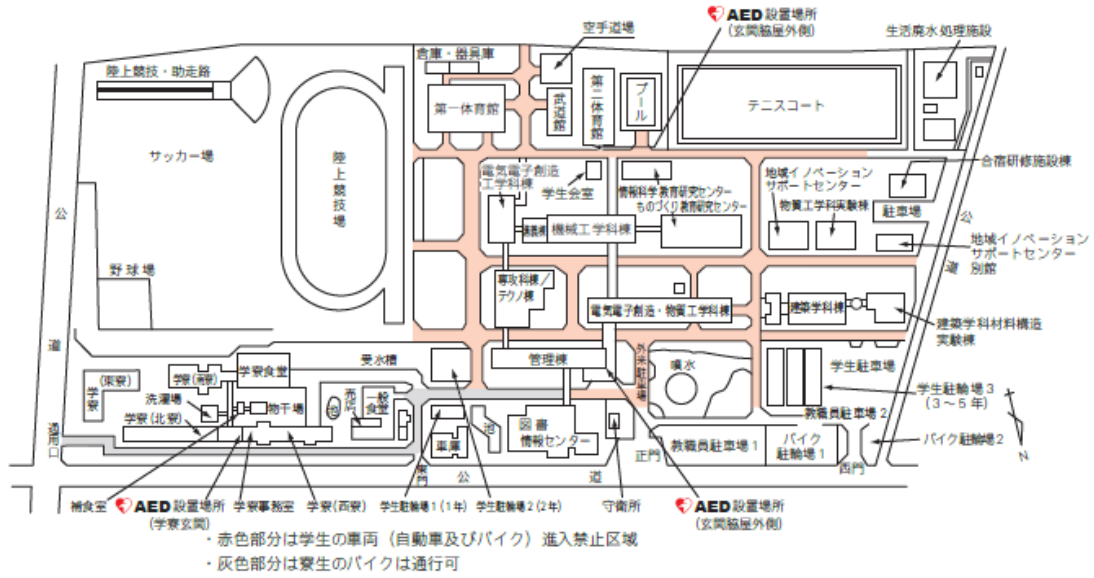 AED設置場所
(玄関脇屋外側)
空手道場
生活廃水処理施設
倉庫・器具庫
陸上競技・助走路
第一体育館
武道館
第二体育館
プール
テニスコート
サッカー場
陸上競技場
電気電子創造
工学科棟
学生会室
情報科学教育研究センター
ものづくり教育研究センター
地域イノベーション
サポートセンター
物質工学科実験棟
合宿研修施設棟
駐車場
講義棟
機械工学科棟
地域イノベーション
サポートセンター
別館
公
道
公
道
野球場
専攻科棟/
テクノ棟
電気電子創造・物質工学科棟
建築学科棟
建築学科材料構造
実験棟
受水槽
管理棟
外来駐車場
噴水
学生駐車場
学生駐輪場3
(3~5年)
学寮
(東寮)
学寮(南寮)
学寮食堂
洗濯場
物干場
学寮(北寮)
池
売店
一般
食堂
教職員駐車場2
通用口
車庫
池
図書
情報センター
正門
教職員駐車場1
バイク
駐輪場1
バイク駐輪場2
西門
N
東門
公
道
補食室
AED設置場所
(学寮玄関)
学寮事務室
学寮(西寮)
学生駐輪場1(1年)
学生駐輪場2(2年)
守衛所
AED設置場所
(玄関脇屋外側)
・赤色部分は学生の車両(自動車及びバイク)進入禁止区域
・灰色部分は寮生のバイクは通行可